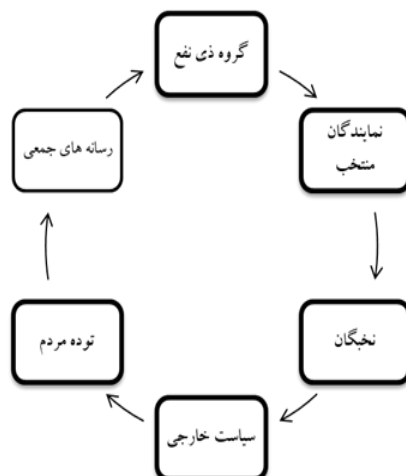 گروه ذی نفع
نمایندگان
منتخب
نخبگان
سیاست خارجی
توده مردم
رسانه های جمعی